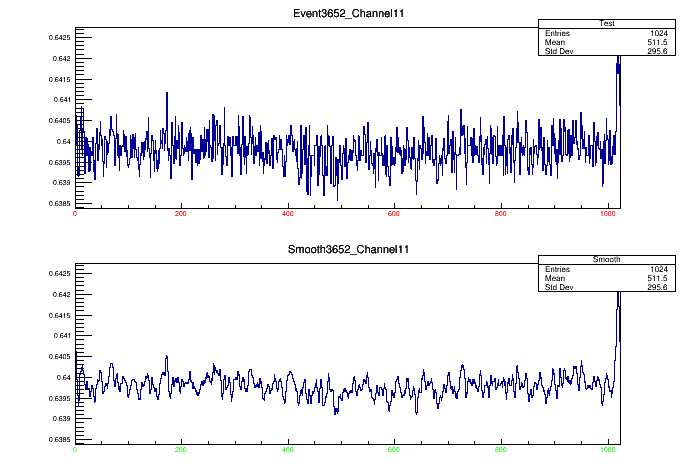 Event3652_Channel11
Test
Entries 1024
Mean 511.5
Std Dev 295.6
0.6425
0.642
0.6415
0.641
0.6405
0.64
0.6395
0.639
0.6385
0 200 400 600 800 1000
Smooth3652_Channel11
Smooth
Entries 1024
Mean 511.5
Std Dev 295.6
0.6425
0.642
0.6415
0.641
0.6405
0.64
0.6395
0.639
0.6385
0 200 400 600 800 1000